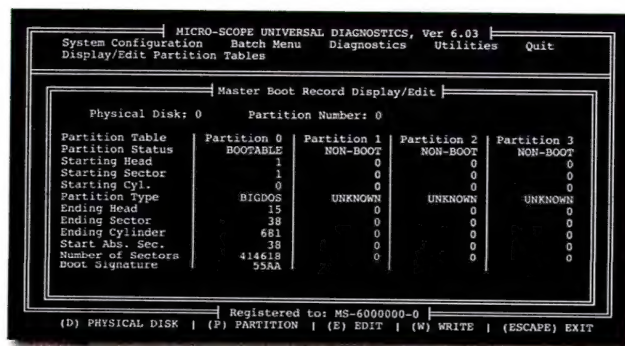 MICRO-SCOPE UNIVERSAL DIAGNOSTICS, Ver 6.03
System Configuration Batch Menu Diagnostics Utilities Quit
Display/Edit Partition Tables
Master Boot Record Display/Edit
Physical Disk: 0 Partition Number: 0
Partition Table | Partition 0 | Partition 1 | Partition 2 | Partition 3
Partition Status BOOTABLE NON-BOOT NON-BOOT NON-BOOT
Starting Head 1 0 0 0
Starting Sector 1 0 0 0
Starting Cyl. 0 0 0 0
Partition Type BIGDOS UNKNOWN UNKNOWN UNKNOWN
Ending Head 15 0 0 0
Ending Sector 38 0 0 0
Ending Cylinder 681 0 0 0
Start Abs. Sec. 38 0 0 0
Number of Sectors 414618 0 0 0
Boot Signature 55AA
Registered to: MS-6000000-0
(D) PHYSICAL DISK | (P) PARTITION | (E) EDIT | (W) WRITE | (ESCAPE) EXIT